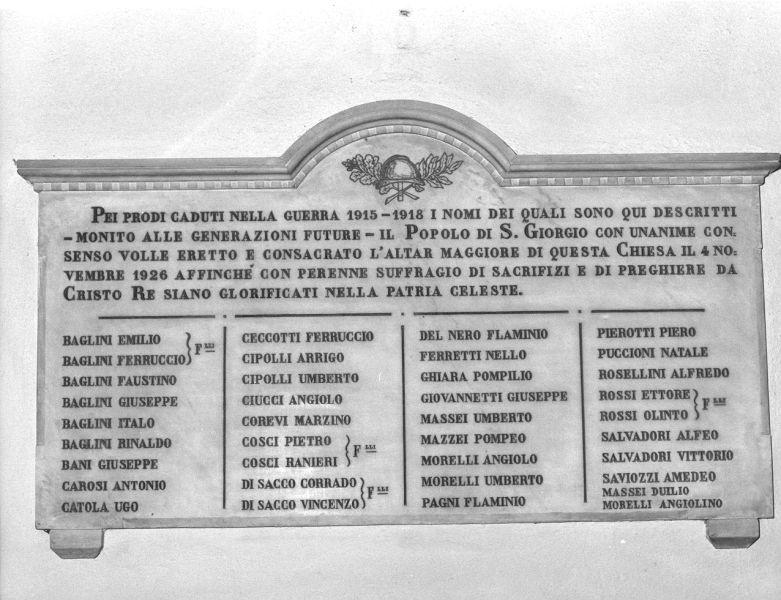 PEI PRODI CADUTI NELLA GUERRA 1915-1918 I NOMI DEI QUALI SONO QUI DESCRITTI
-MONITO ALLE GENERAZIONI FUTURE- IL POPOLO DI S. GIORGIO CON UNANIME CON=
SENSO VOLLE ERETTO E CONSACRATO L'ALTAR MAGGIORE DI QUESTA CHIESA IL 4 NO=
VEMBRE 1926 AFFINCHÉ CON PERENNE SUFFRAGIO DI SACRIFIZI E DI PREGHIERE DA
CRISTO RE SIANO GLORIFICATI NELLA PATRIA CELESTE.
BAGLINI EMILIO
BAGLINI FERRUCCIO } FLLI
BAGLINI FAUSTINO
BAGLINI GIUSEPPE
BAGLINI ITALO
BAGLINI RINALDO
BANI GIUSEPPE
CAROSI ANTONIO
CATOLA UGO
CECCOTTI FERRUCCIO
CIPOLLI ARRIGO
CIPOLLI UMBERTO
CIUCCI ANGIOLO
COREVI MARZINO
COSCI PIETRO
COSCI RANIERI } FLLI
DI SACCO CORRADO
DI SACCO VINCENZO } FLLI
DEL NERO FLAMINIO
FERRETTI NELLO
GHIARA POMPILIO
GIOVANNETTI GIUSEPPE
MASSEI UMBERTO
MAZZEI POMPEO
MORELLI ANGIOLO
MORELLI UMBERTO
PAGNI FLAMINIO
PIEROTTI PIERO
PUCCIONI NATALE
ROSELLINI ALFREDO
ROSSI ETTORE
ROSSI OLINTO } FLLI
SALVADORI ALFEO
SALVADORI VITTORIO
SAVIOZZI AMEDEO
MASSEI DUILIO
MORELLI ANGIOLINO